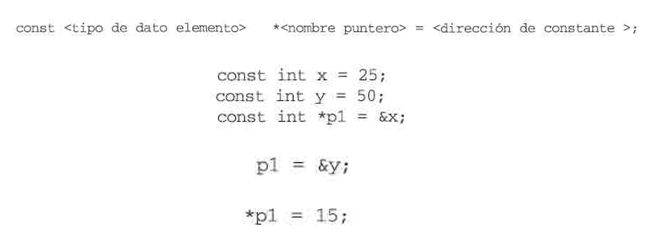 const <tipo de dato elemento> *<nombre puntero> = <dirección de constante >;
const int x = 25;
const int y = 50;
const int *p1 = &x;
p1 = &y;
*p1 = 15;